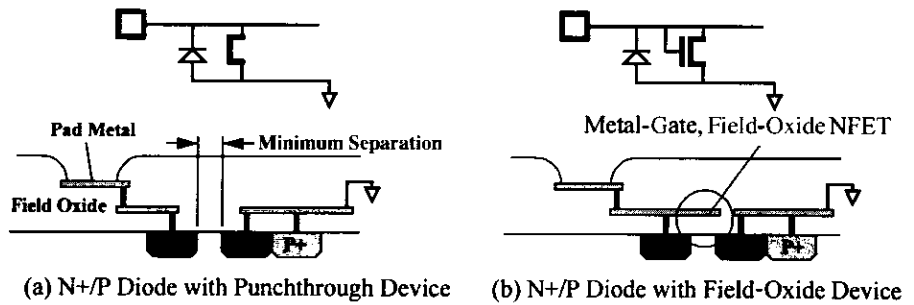 Pad Metal
Minimum Separation
Field Oxide
P+
(a) N+/P Diode with Punchthrough Device
Metal-Gate, Field-Oxide NFET
P+
(b) N+/P Diode with Field-Oxide Device